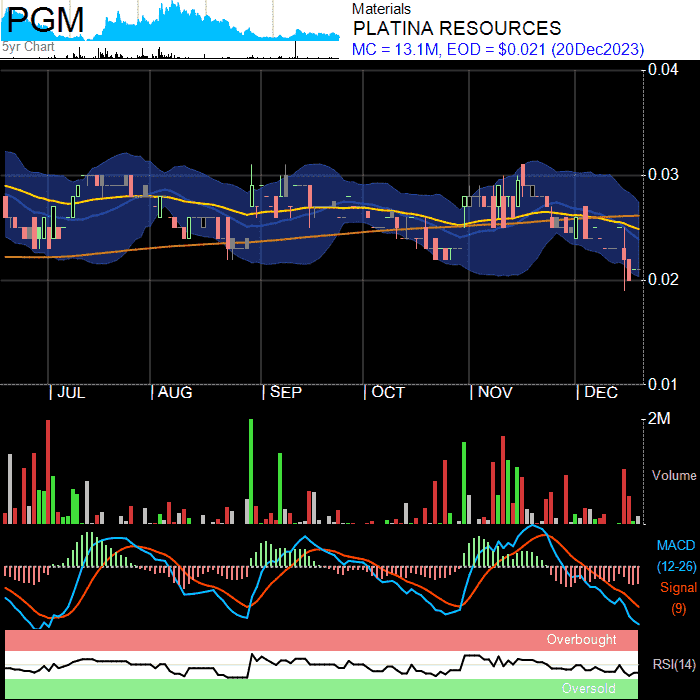 PGM
5yr Chart
Materials
PLATINA RESOURCES
MC = 13.1M, EOD = $0.021 (20Dec2023)
0.04
0.03
0.02
0.01
| JUL | AUG | SEP | OCT | NOV | DEC
2M
Volume
MACD
(12-26)
Signal
(9)
Overbought
RSI(14)
Oversold